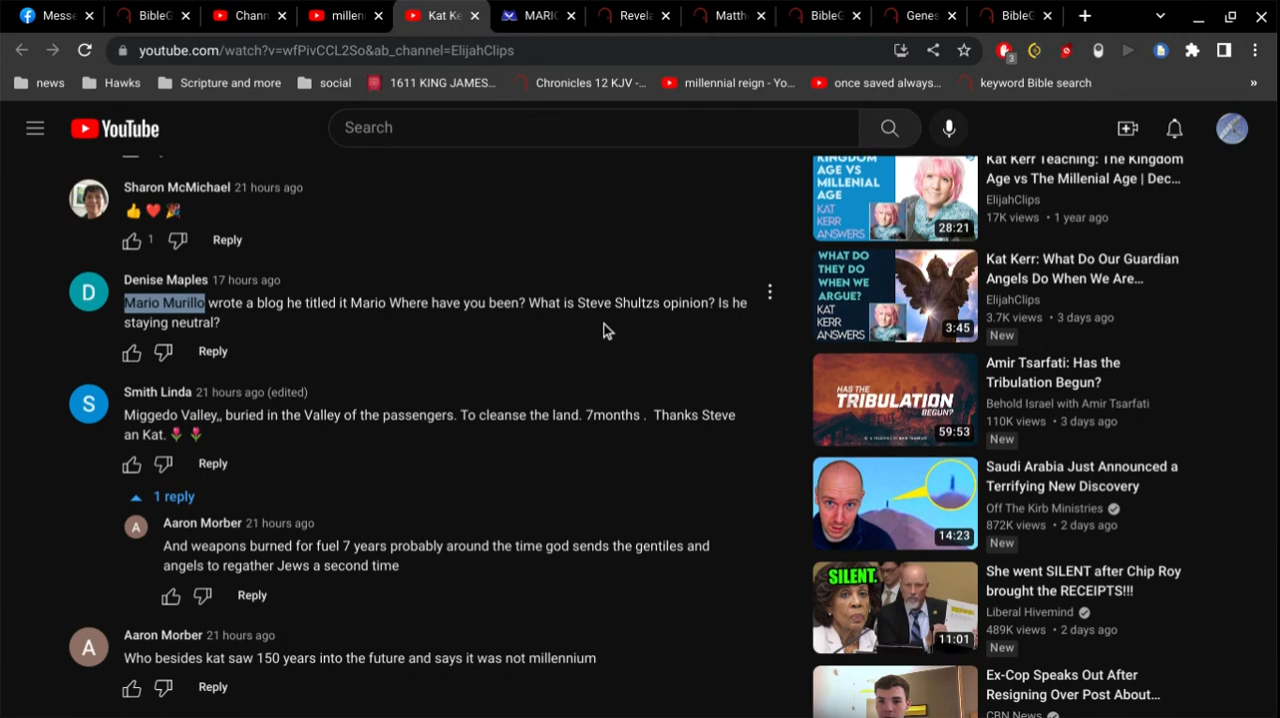 Messe
BibleG
Chann
millen
Kat Ke
MARIO
Revela
Matth
BibleG
Genes
BibleG
youtube.com/watch?v=wfPivCCL2So&ab_channel=ElijahClips
3
news
Hawks
Scripture and more
social
1611 KING JAMES...
Chronicles 12 KJV -...
millennial reign - Yo...
once saved always...
keyword Bible search
»
YouTube
Search
Sharon McMichael 21 hours ago
👍❤️🎉
1
Reply
Denise Maples 17 hours ago
D
Mario Murillo wrote a blog he titled it Mario Where have you been? What is Steve Shultzs opinion? Is he
staying neutral?
Reply
Smith Linda 21 hours ago (edited)
S
Miggedo Valley,, buried in the Valley of the passengers. To cleanse the land. 7months . Thanks Steve
an Kat. 🌷 🌷
Reply
1 reply
Aaron Morber 21 hours ago
A
And weapons burned for fuel 7 years probably around the time god sends the gentiles and
angels to regather Jews a second time
Reply
Aaron Morber 21 hours ago
A
Who besides kat saw 150 years into the future and says it was not millennium
Reply
KINGDOM
AGE VS
MILLENIAL
AGE
KAT
KERR
ANSWERS
28:21
Kat Kerr Teaching: The Kingdom
Age vs The Millenial Age | Dec...
ElijahClips
17K views • 1 year ago
WHAT DO
THEY DO
WHEN WE
ARGUE?
KAT
KERR
ANSWERS
3:45
Kat Kerr: What Do Our Guardian
Angels Do When We Are...
ElijahClips
3.7K views • 3 days ago
New
HAS THE
TRIBULATION
BEGUN?
59:53
Amir Tsarfati: Has the
Tribulation Begun?
Behold Israel with Amir Tsarfati
110K views • 3 days ago
New
14:23
Saudi Arabia Just Announced a
Terrifying New Discovery
Off The Kirb Ministries
872K views • 2 days ago
New
SILENT.
11:01
She went SILENT after Chip Roy
brought the RECEIPTS!!!
Liberal Hivemind
489K views • 2 days ago
New
Ex-Cop Speaks Out After
Resigning Over Post About...
CBN News